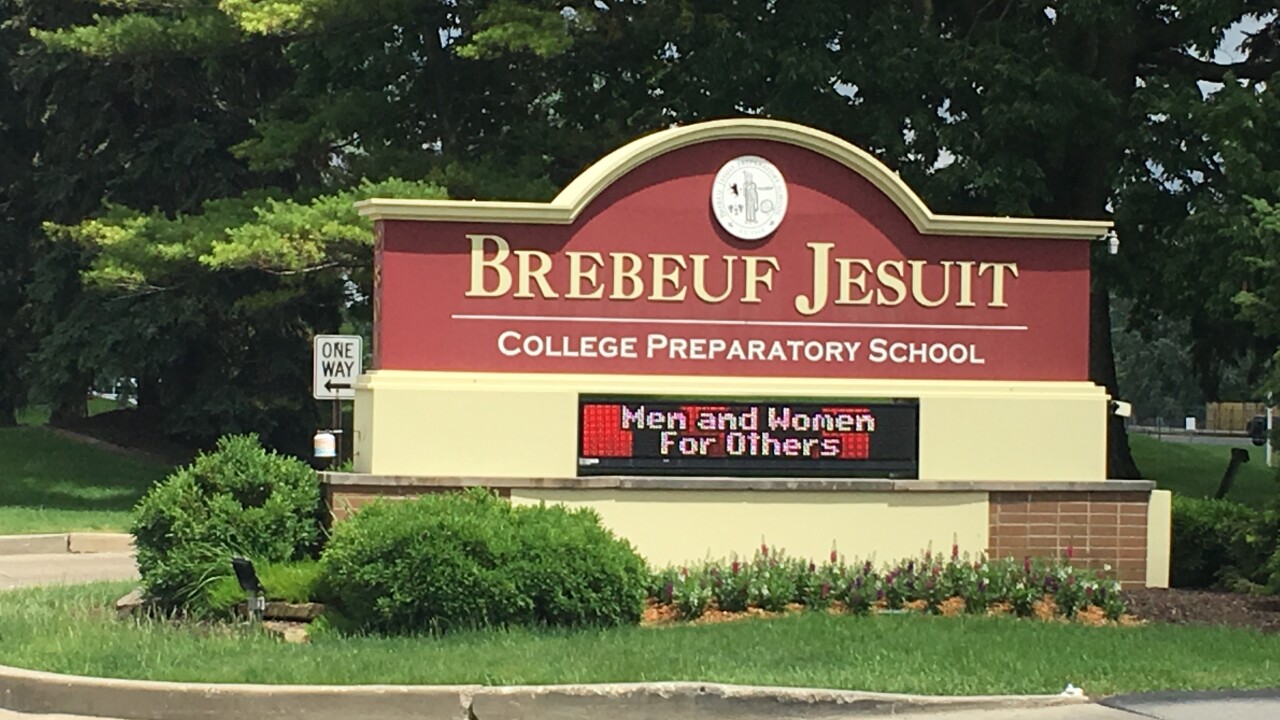 BREBEUF JESUIT
COLLEGE PREPARATORY SCHOOL
ONE
WAY
Men and Women
For Others